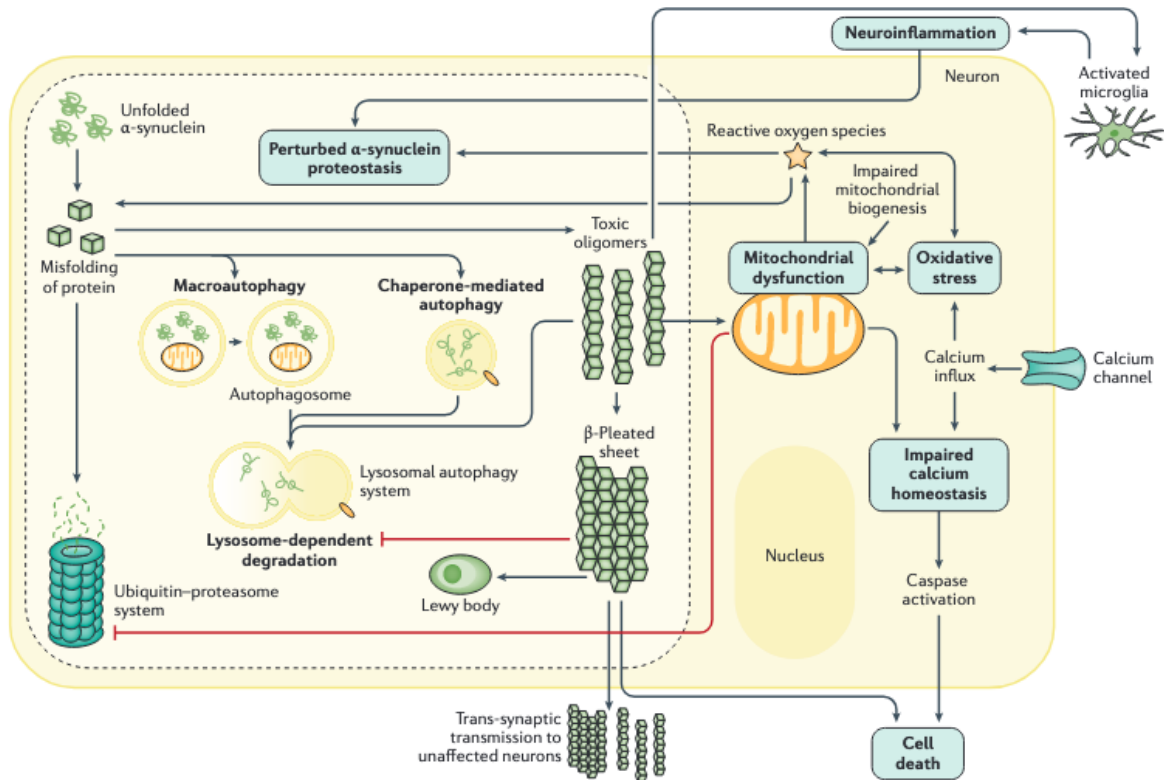 Neuroinflammation
Neuron
Activated
microglia
Unfolded
α-synuclein
Perturbed α-synuclein
proteostasis
Reactive oxygen species
Impaired
mitochondrial
biogenesis
Toxic
oligomers
Misfolding
of protein
Macroautophagy
Chaperone-mediated
autophagy
Mitochondrial
dysfunction
Oxidative
stress
Calcium
influx
Calcium
channel
Autophagosome
β-Pleated
sheet
Lysosomal autophagy
system
Impaired
calcium
homeostasis
Lysosome-dependent
degradation
Nucleus
Lewy body
Caspase
activation
Ubiquitin–proteasome
system
Trans-synaptic
transmission to
unaffected neurons
Cell
death